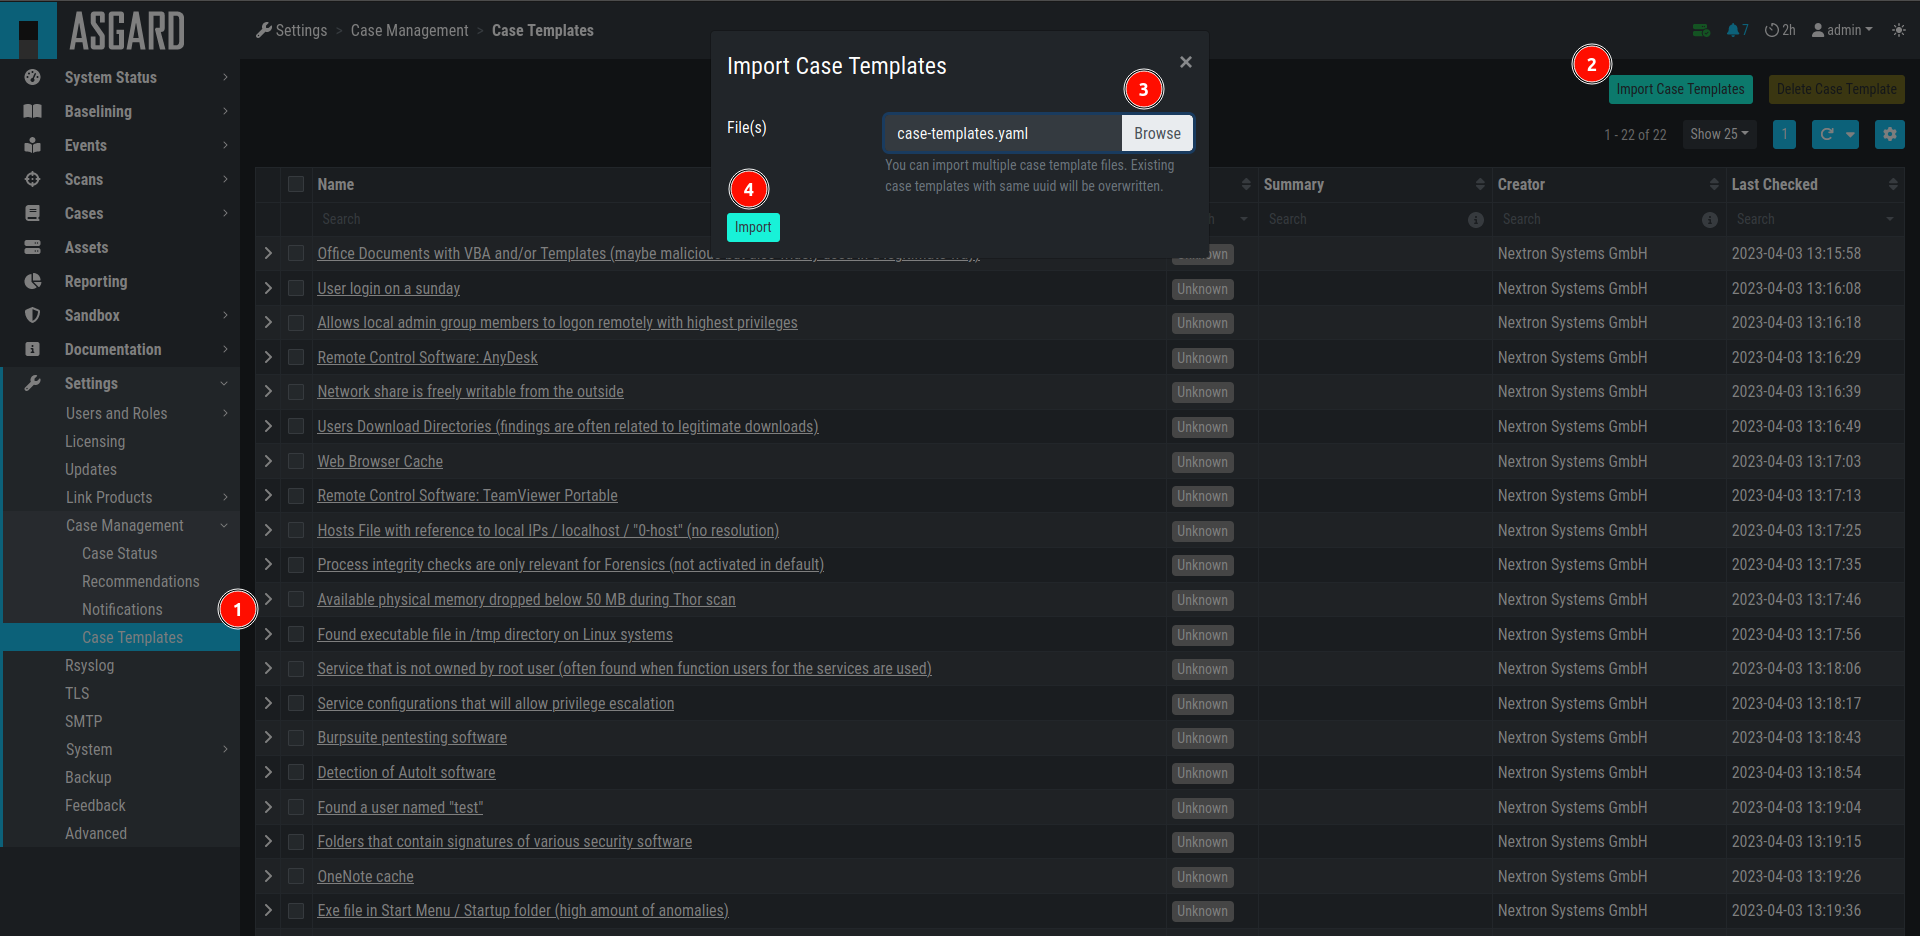 ASGARD
Settings > Case Management > Case Templates
7
2h
admin
System Status
Baselining
Events
Scans
Cases
Assets
Reporting
Sandbox
Documentation
Settings
Users and Roles
Licensing
Updates
Link Products
Case Management
Case Status
Recommendations
Notifications
1
Case Templates
Rsyslog
TLS
SMTP
System
Backup
Feedback
Advanced
2
Import Case Templates
Delete Case Template
1 - 22 of 22
Show 25
1
Import Case Templates
×
3
File(s)
case-templates.yaml
Browse
You can import multiple case template files. Existing
case templates with same uuid will be overwritten.
4
Import
Name Summary Creator Last Checked
Search Search Search Search
Office Documents with VBA and/or Templates (maybe Nextron Systems GmbH 2023-04-03 13:15:58
User login on a sunday Unknown Nextron Systems GmbH 2023-04-03 13:16:08
Allows local admin group members to logon remotely with highest privileges Unknown Nextron Systems GmbH 2023-04-03 13:16:18
Remote Control Software: AnyDesk Unknown Nextron Systems GmbH 2023-04-03 13:16:29
Network share is freely writable from the outside Unknown Nextron Systems GmbH 2023-04-03 13:16:39
Users Download Directories (findings are often related to legitimate downloads) Unknown Nextron Systems GmbH 2023-04-03 13:16:49
Web Browser Cache Unknown Nextron Systems GmbH 2023-04-03 13:17:03
Remote Control Software: TeamViewer Portable Unknown Nextron Systems GmbH 2023-04-03 13:17:13
Hosts File with reference to local IPs / localhost / "0-host" (no resolution) Unknown Nextron Systems GmbH 2023-04-03 13:17:25
Process integrity checks are only relevant for Forensics (not activated in default) Unknown Nextron Systems GmbH 2023-04-03 13:17:35
Available physical memory dropped below 50 MB during Thor scan Unknown Nextron Systems GmbH 2023-04-03 13:17:46
Found executable file in /tmp directory on Linux systems Unknown Nextron Systems GmbH 2023-04-03 13:17:56
Service that is not owned by root user (often found when function users for the services are used) Unknown Nextron Systems GmbH 2023-04-03 13:18:06
Service configurations that will allow privilege escalation Unknown Nextron Systems GmbH 2023-04-03 13:18:17
Burpsuite pentesting software Unknown Nextron Systems GmbH 2023-04-03 13:18:43
Detection of AutoIt software Unknown Nextron Systems GmbH 2023-04-03 13:18:54
Found a user named "test" Unknown Nextron Systems GmbH 2023-04-03 13:19:04
Folders that contain signatures of various security software Unknown Nextron Systems GmbH 2023-04-03 13:19:15
OneNote cache Unknown Nextron Systems GmbH 2023-04-03 13:19:26
Exe file in Start Menu / Startup folder (high amount of anomalies) Unknown Nextron Systems GmbH 2023-04-03 13:19:36